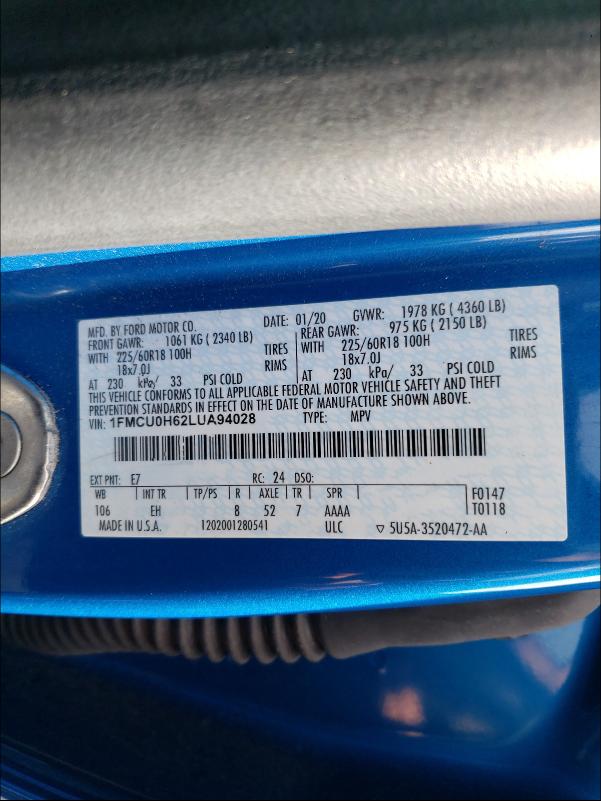 MFD. BY FORD MOTOR CO. DATE: 01/20 GVWR: 1978 KG ( 4360 LB)
FRONT GAWR: 1061 KG ( 2340 LB) REAR GAWR: 975 KG ( 2150 LB)
WITH 225/60R18 100H TIRES WITH 225/60R18 100H TIRES
18x7.0J RIMS 18x7.0J RIMS
AT 230 kPa/ 33 PSI COLD AT 230 kPa/ 33 PSI COLD
THIS VEHICLE CONFORMS TO ALL APPLICABLE FEDERAL MOTOR VEHICLE SAFETY AND THEFT
PREVENTION STANDARDS IN EFFECT ON THE DATE OF MANUFACTURE SHOWN ABOVE.
VIN: 1FMCU0H62LUA94028 TYPE: MPV
EXT PNT: E7 RC: 24 DSO:
WB INT TR TP/PS R AXLE TR SPR F0147
106 EH 8 52 7 AAAA T0118
MADE IN U.S.A. 1202001280541 ULC ▽ 5U5A-3520472-AA